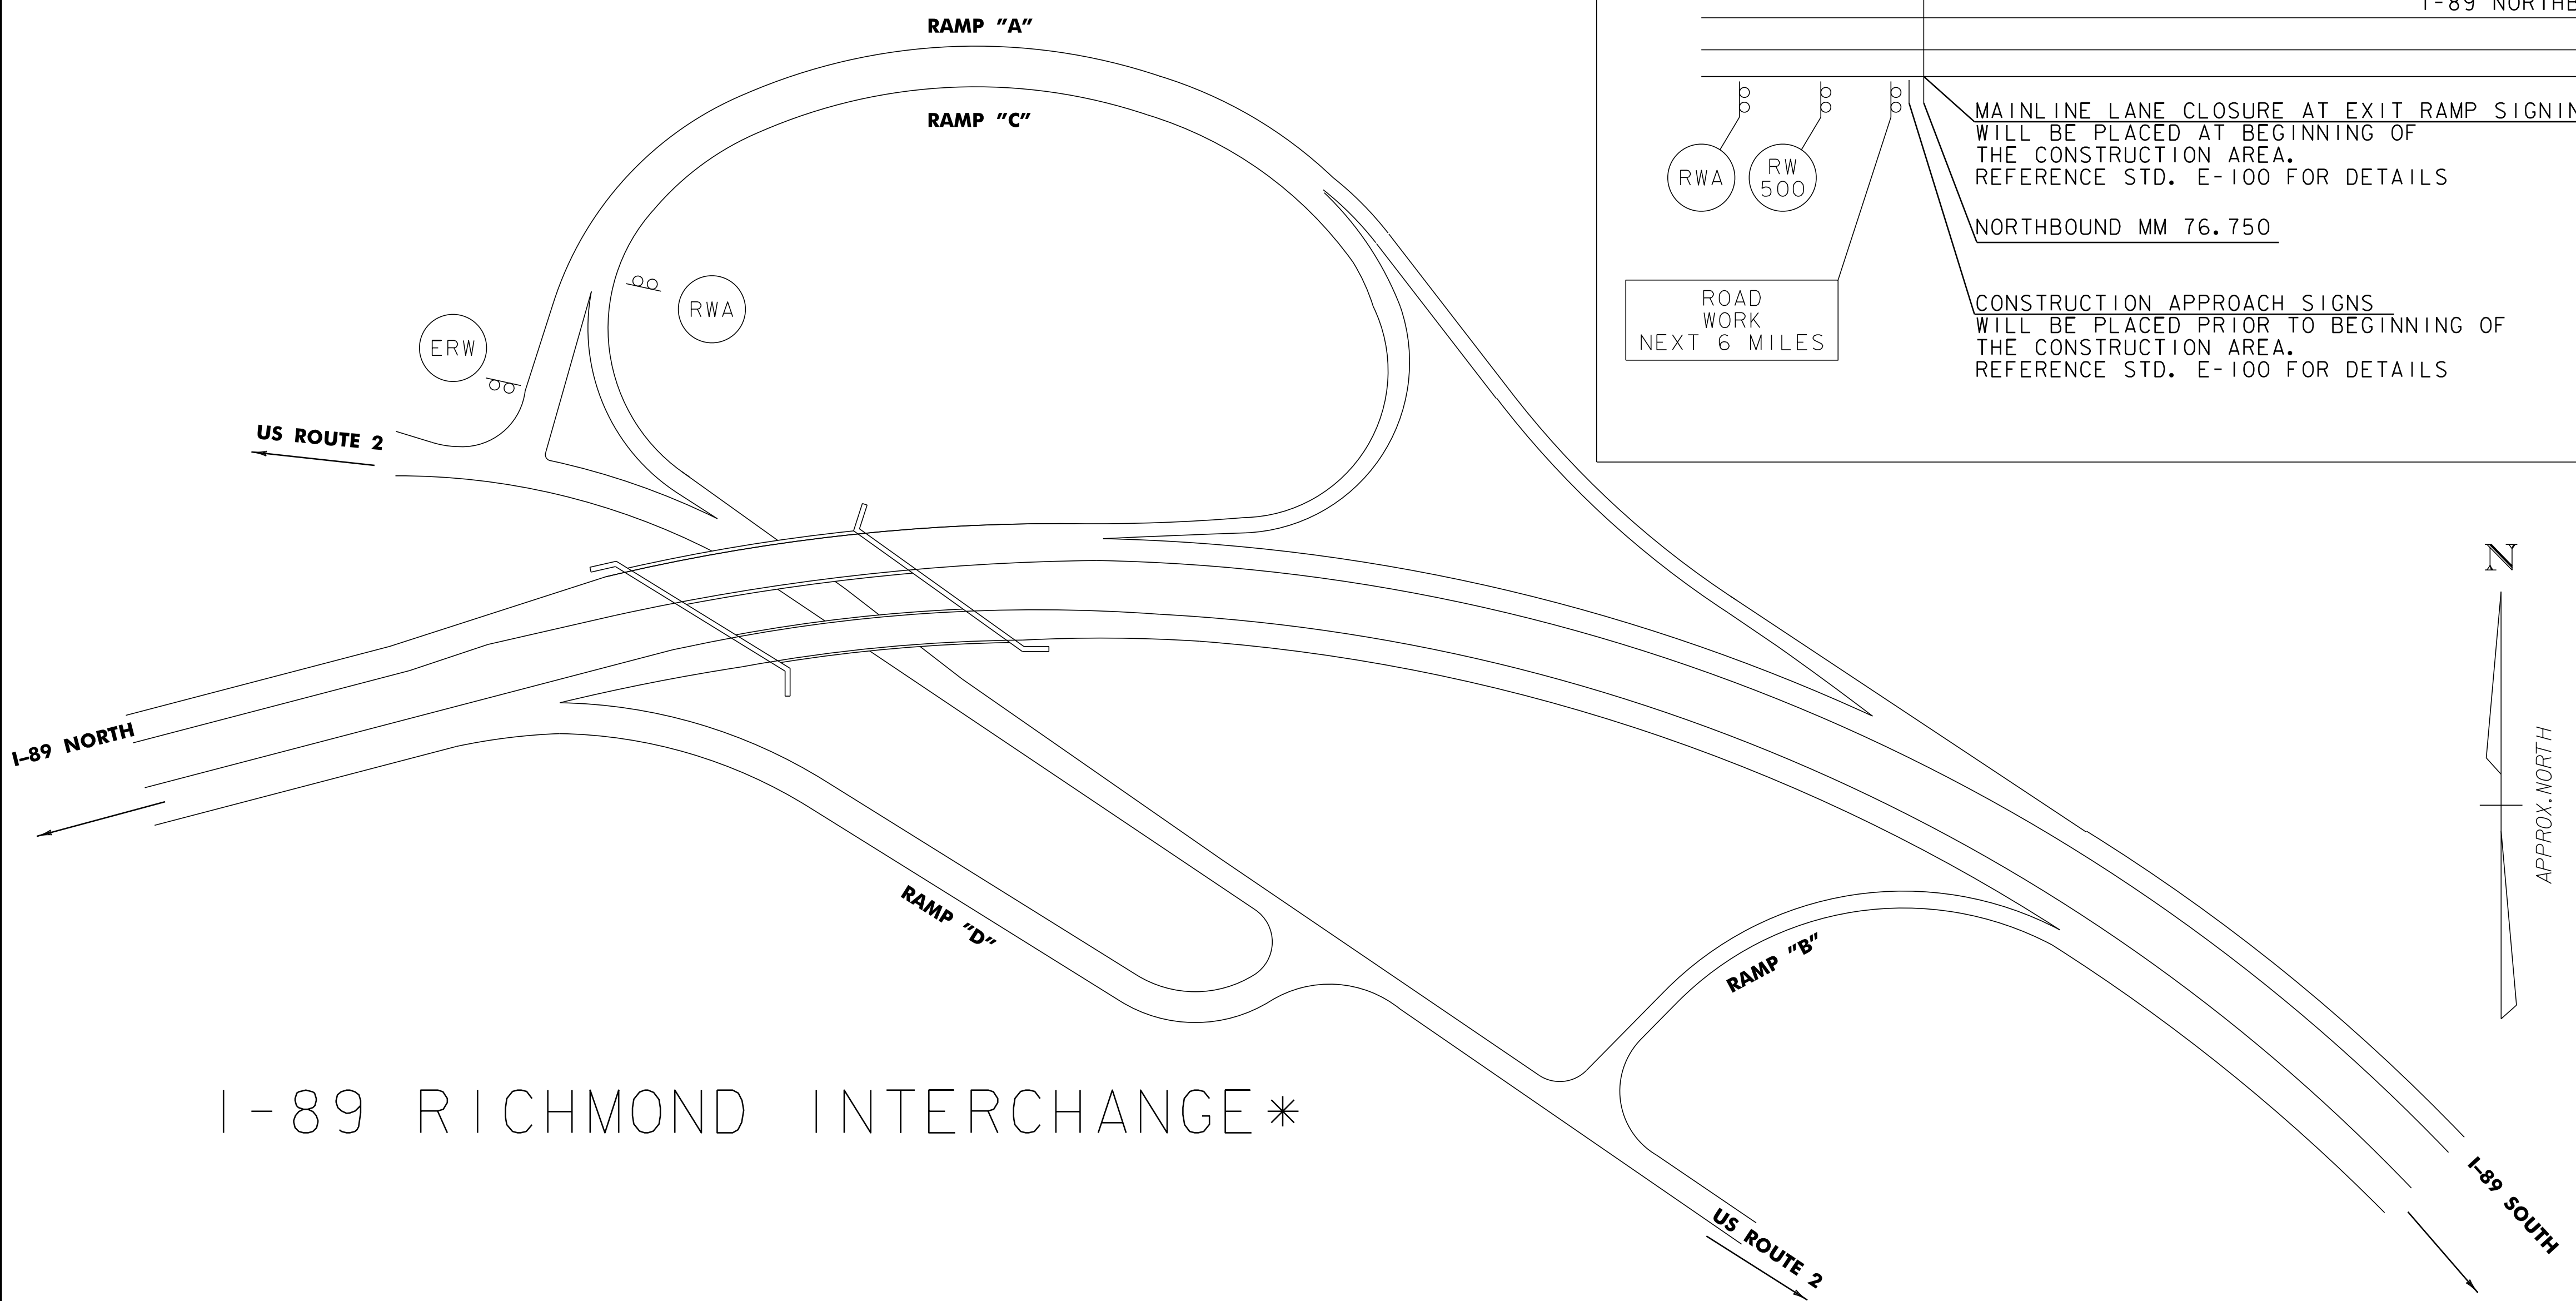 RAMP "A"
RAMP "C"
I-89 NORTHB
MAINLINE LANE CLOSURE AT EXIT RAMP SIGNIN
WILL BE PLACED AT BEGINNING OF
THE CONSTRUCTION AREA.
REFERENCE STD. E-100 FOR DETAILS
RWA
RW
500
NORTHBOUND MM 76.750
ROAD
WORK
NEXT 6 MILES
CONSTRUCTION APPROACH SIGNS
WILL BE PLACED PRIOR TO BEGINNING OF
THE CONSTRUCTION AREA.
REFERENCE STD. E-100 FOR DETAILS
RWA
ERW
US ROUTE 2
N
APPROX. NORTH
I-89 NORTH
RAMP "D"
RAMP "B"
I-89 RICHMOND INTERCHANGE*
I-89 SOUTH
US ROUTE 2